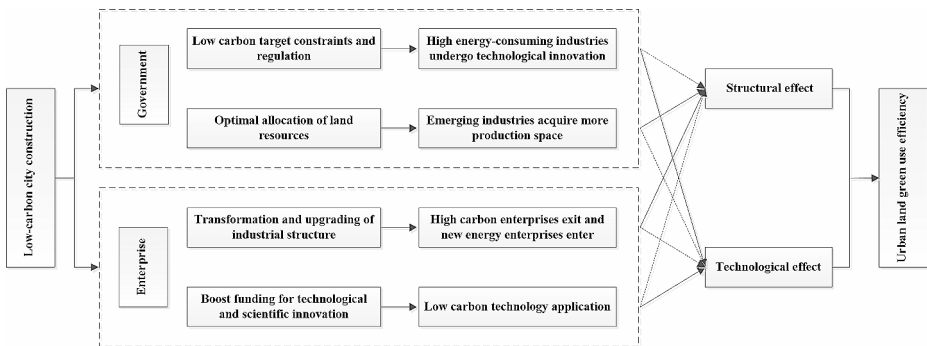 Low-carbon city construction
Government
Low carbon target constraints and
regulation
High energy-consuming industries
undergo technological innovation
Optimal allocation of land
resources
Emerging industries acquire more
production space
Enterprise
Transformation and upgrading of
industrial structure
High carbon enterprises exit and
new energy enterprises enter
Boost funding for technological
and scientific innovation
Low carbon technology application
Structural effect
Technological effect
Urban land green use efficiency